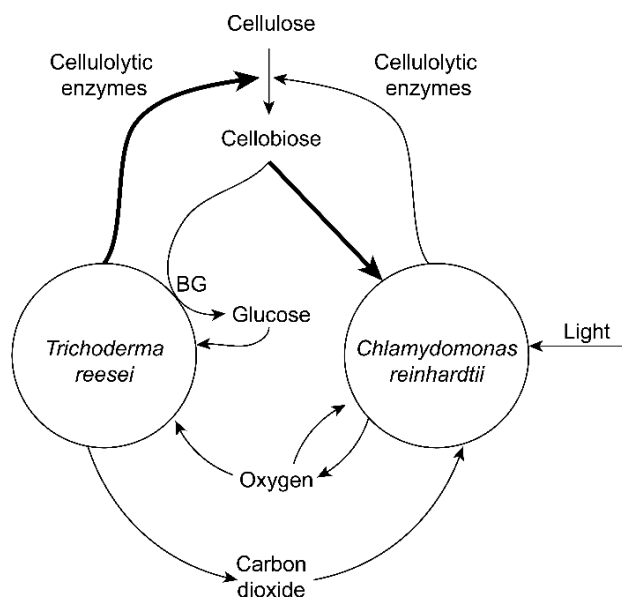 Cellulose
Cellulolytic
enzymes
Cellulolytic
enzymes
Cellobiose
BG
Glucose
Trichoderma
reesei
Chlamydomonas
reinhardtii
Light
Oxygen
Carbon
dioxide